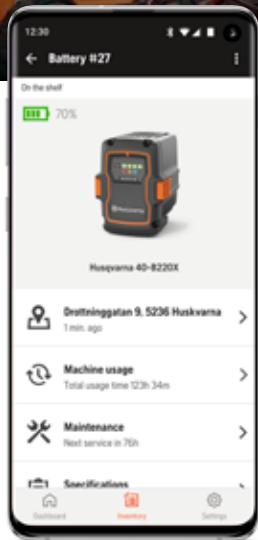 12:30
Battery #27
On the shelf
70%
Husqvarna
Husqvarna 40-B220X
Drottninggatan 9, 5236 Huskvarna
1 min. ago
Machine usage
Total usage time 123h 34m
Maintenance
Next service in 76h
Specifications
Dashboard
Inventory
Settings